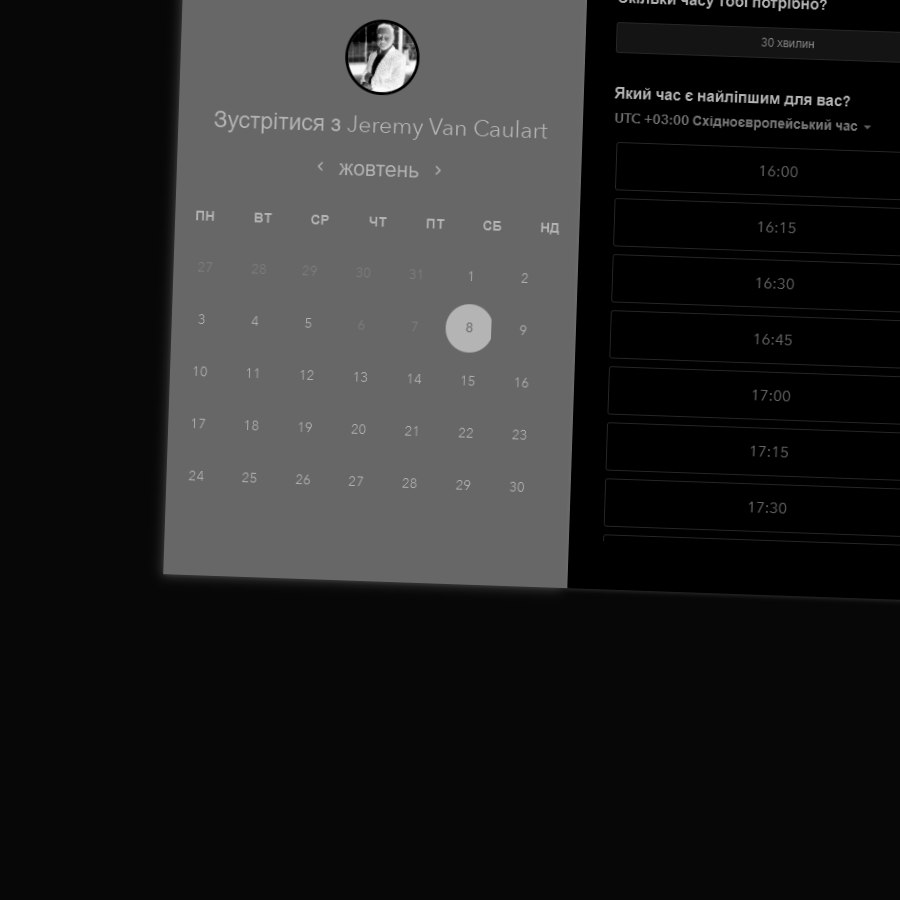 Зустрітися з Jeremy Van Caulart
жовтень
ПН ВТ СР ЧТ ПТ СБ НД
27 28 29 30 31 1 2
3 4 5 6 7 8 9
10 11 12 13 14 15 16
17 18 19 20 21 22 23
24 25 26 27 28 29 30
Скільки часу тобі потрібно?
30 хвилин
Який час є найліпшим для вас?
UTC +03:00 Східноєвропейський час
16:00
16:15
16:30
16:45
17:00
17:15
17:30